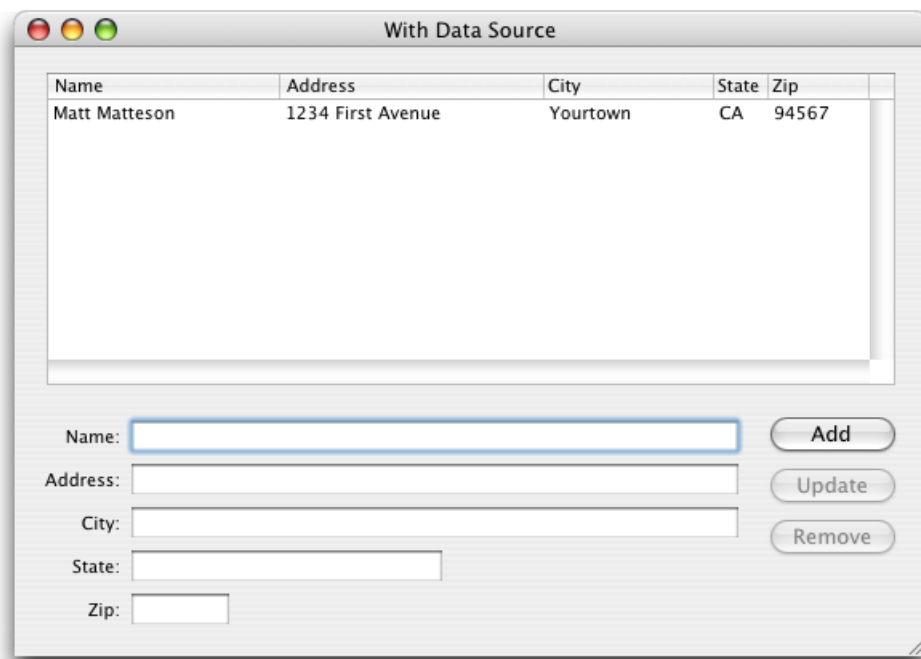 With Data Source
Name Address City State Zip
Matt Matteson 1234 First Avenue Yourtown CA 94567
Name: Add
Address: Update
City: Remove
State:
Zip: